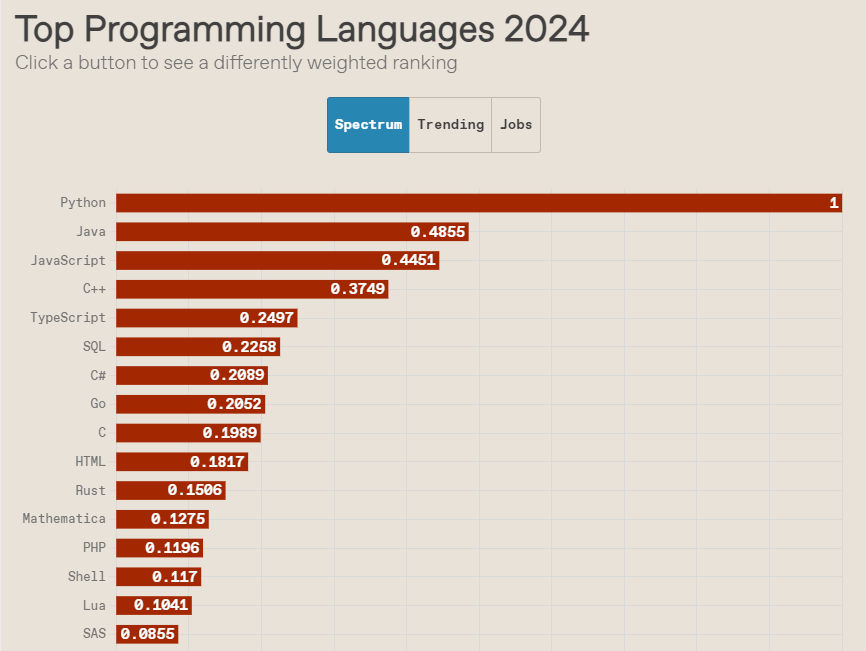 Top Programming Languages 2024
Click a button to see a differently weighted ranking
Spectrum Trending Jobs
Python 1
Java 0.4855
JavaScript 0.4451
C++ 0.3749
TypeScript 0.2497
SQL 0.2258
C# 0.2089
Go 0.2052
C 0.1989
HTML 0.1817
Rust 0.1506
Mathematica 0.1275
PHP 0.1196
Shell 0.117
Lua 0.1041
SAS 0.0855